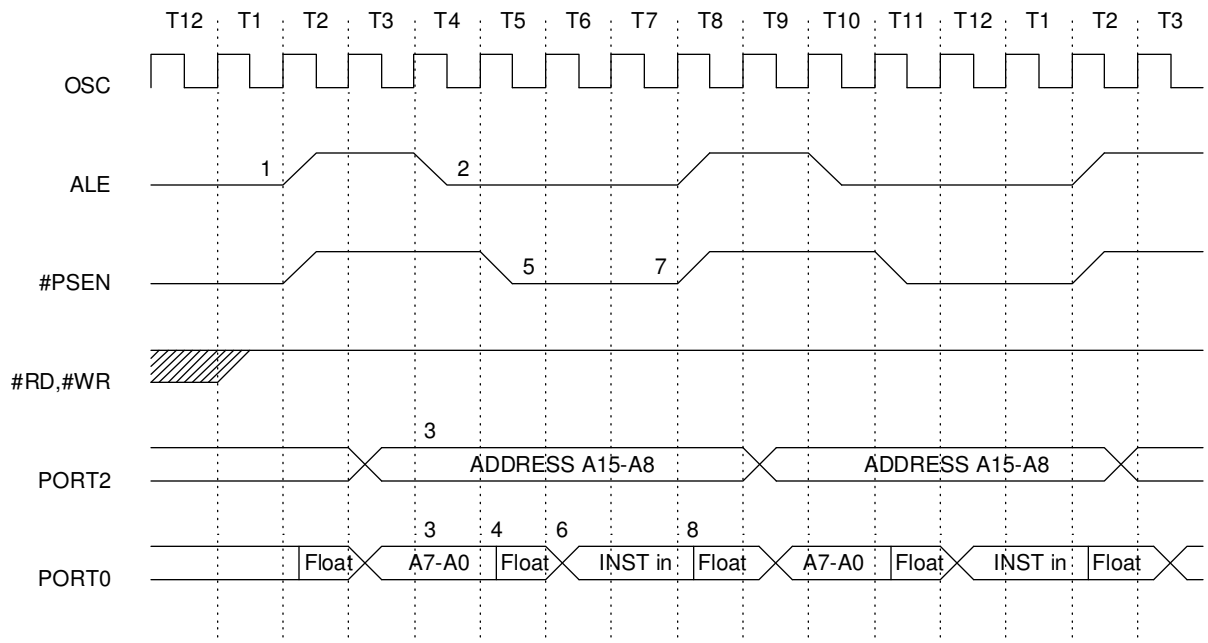 T12 T1 T2 T3 T4 T5 T6 T7 T8 T9 T10 T11 T12 T1 T2 T3
OSC
1 2
ALE
5 7
#PSEN
#RD,#WR
3
ADDRESS A15-A8 ADDRESS A15-A8
PORT2
3 4 6 8
Float A7-A0 Float INST in Float A7-A0 Float INST in Float
PORT0